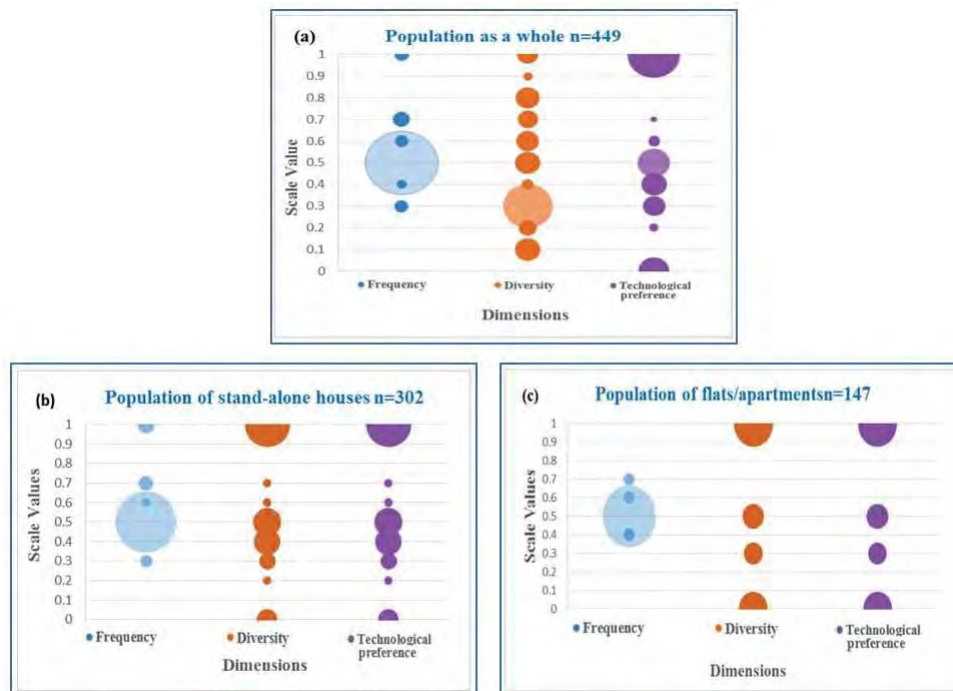 (a) Population as a whole n=449
Scale Value
1
0.9
0.8
0.7
0.6
0.5
0.4
0.3
0.2
0.1
0
Frequency
Diversity
Technological
preference
Dimensions
(b) Population of stand-alone houses n=302
Scale Values
1
0.9
0.8
0.7
0.6
0.5
0.4
0.3
0.2
0.1
0
Frequency
Diversity
Technological
preference
Dimensions
(c) Population of flats/apartmentsn=147
Scale Values
1
0.9
0.8
0.7
0.6
0.5
0.4
0.3
0.2
0.1
0
Frequency
Diversity
Technological
preference
Dimensions